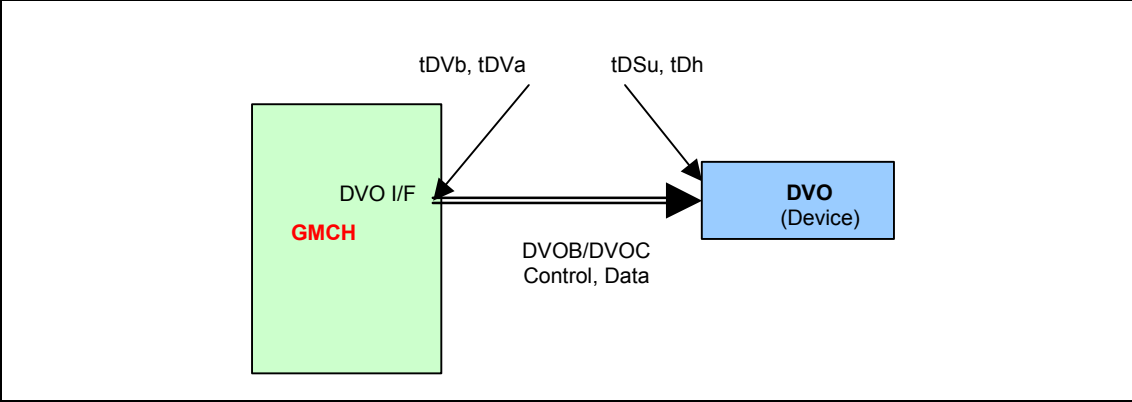 tDVb, tDVa
tDSu, tDh
DVO I/F
GMCH
DVO
(Device)
DVOB/DVOC
Control, Data